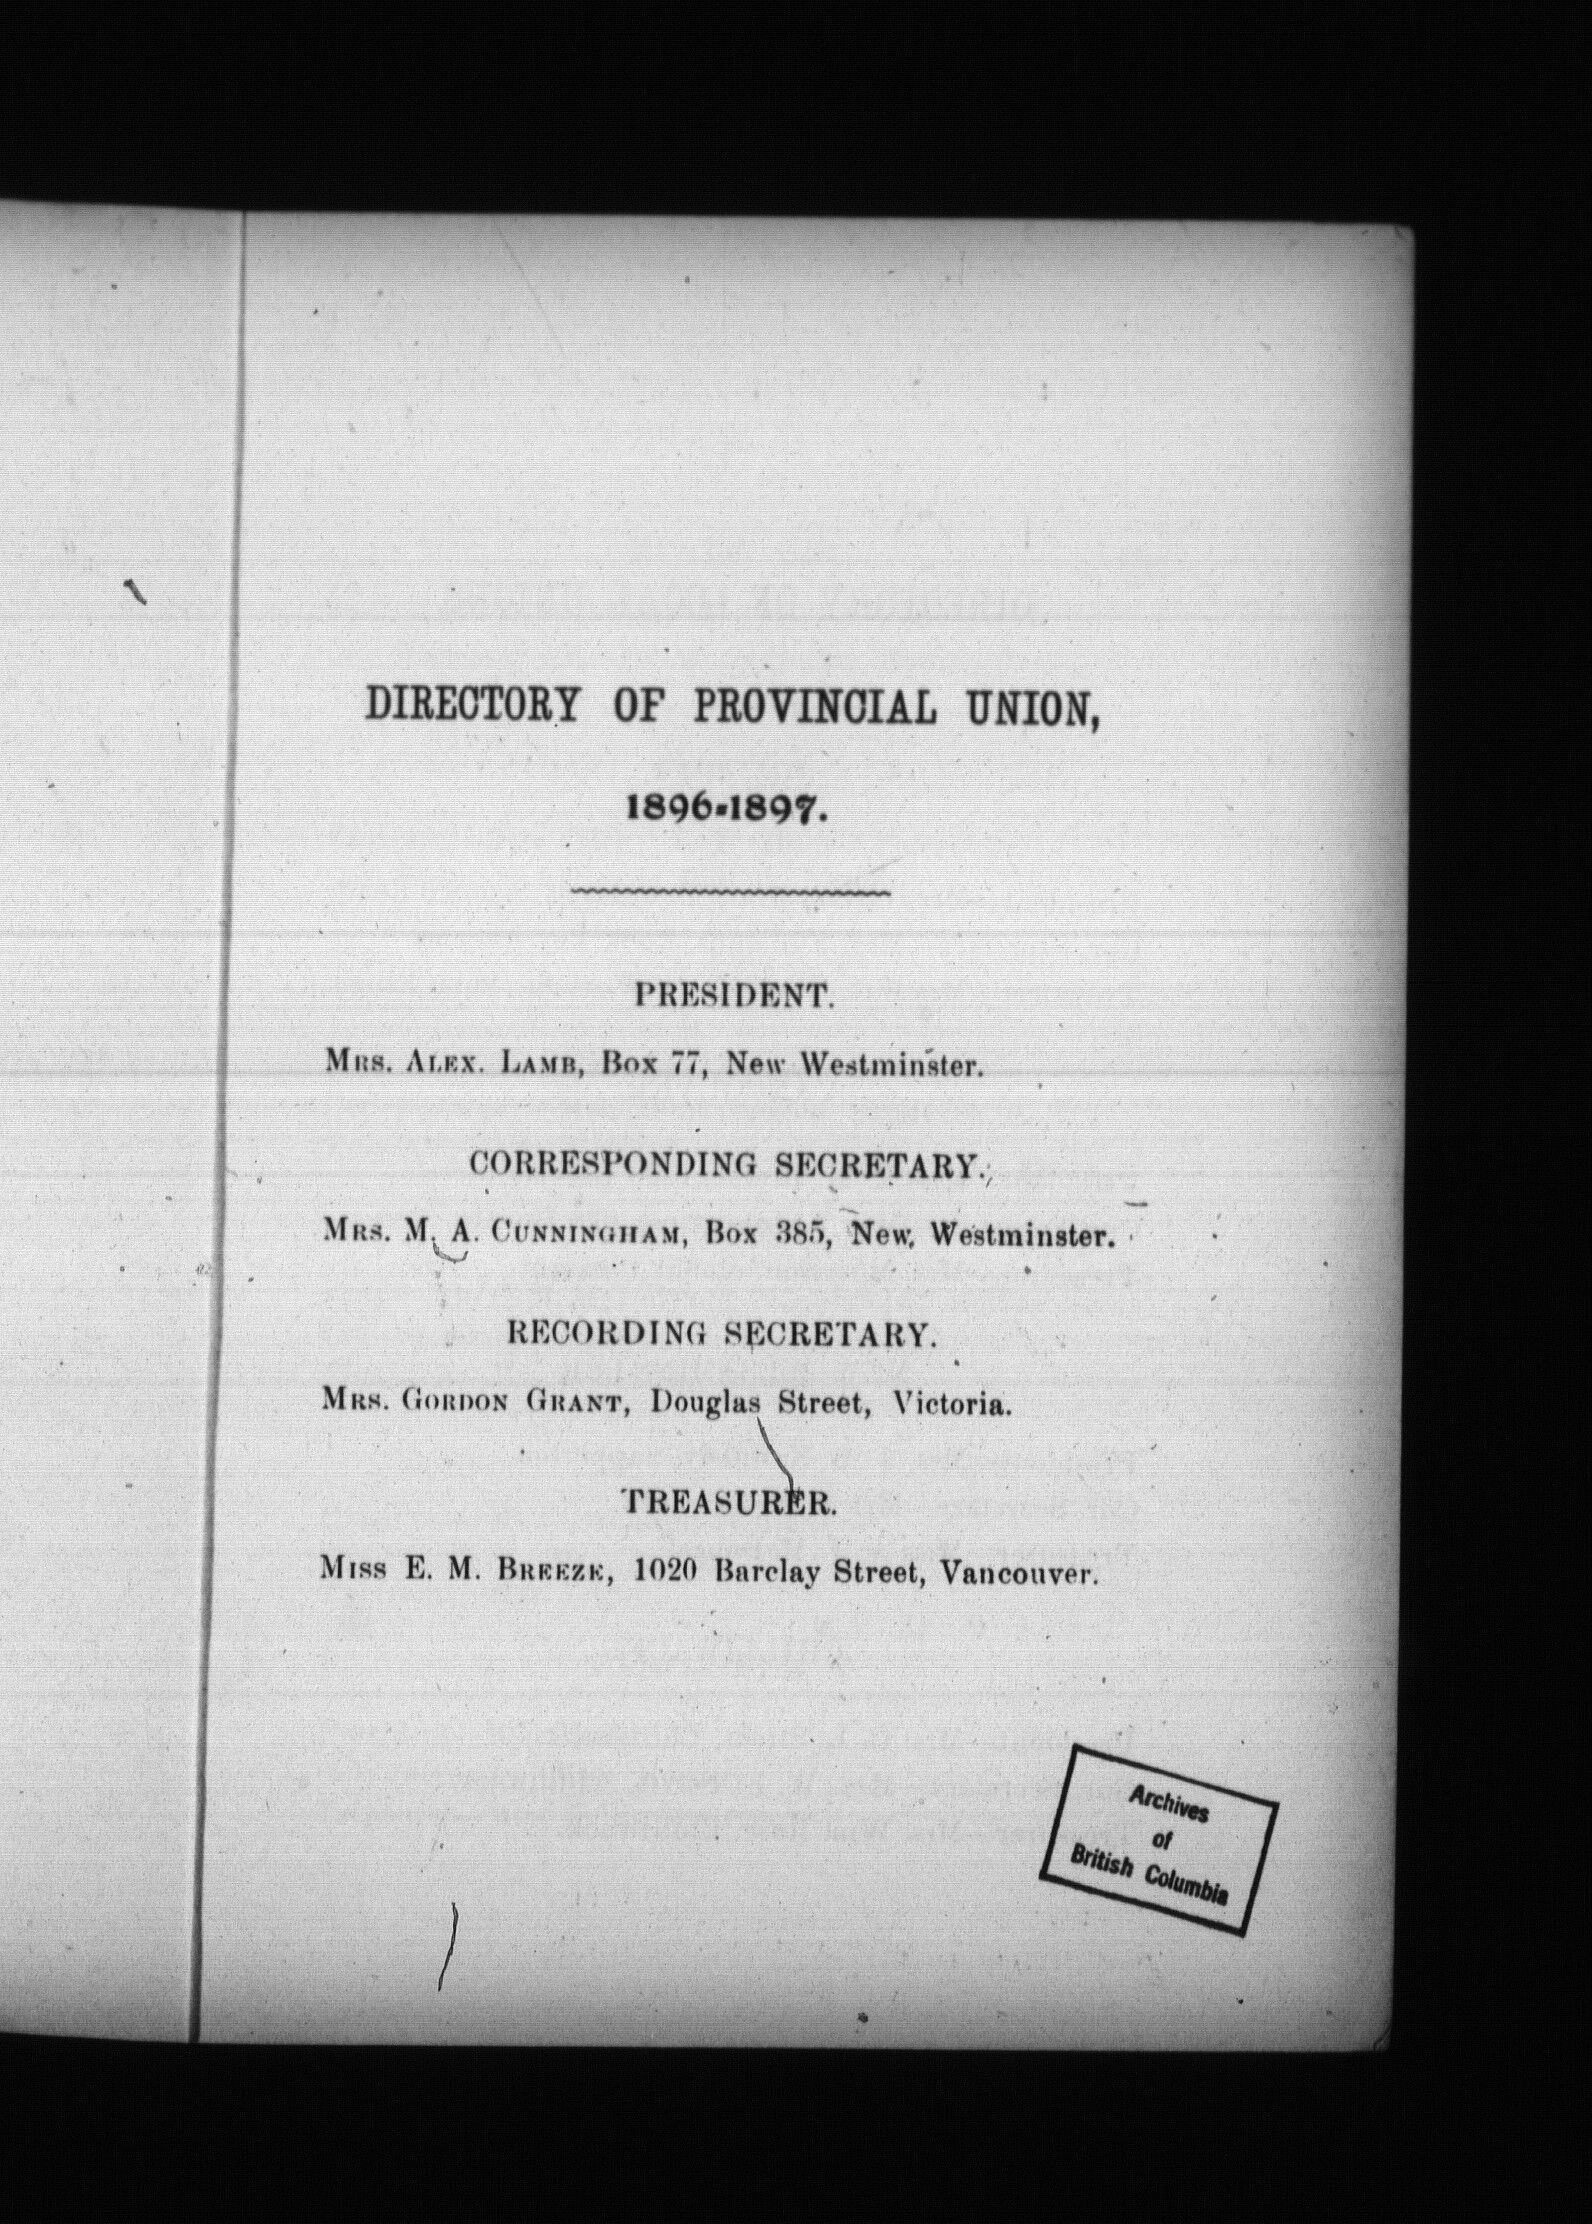 DIRECTORY OF PROVINCIAL UNION,
1896-1897.
PRESIDENT.
MRS. ALEX. LAMB, Box 77, New Westminster.
CORRESPONDING SECRETARY.
MRS. M. A. CUNNINGHAM, Box 385, New Westminster.
RECORDING SECRETARY.
MRS. GORDON GRANT, Douglas Street, Victoria.
TREASURER.
MISS E. M. BREEZE, 1020 Barclay Street, Vancouver.
Archives
of
British Columbia